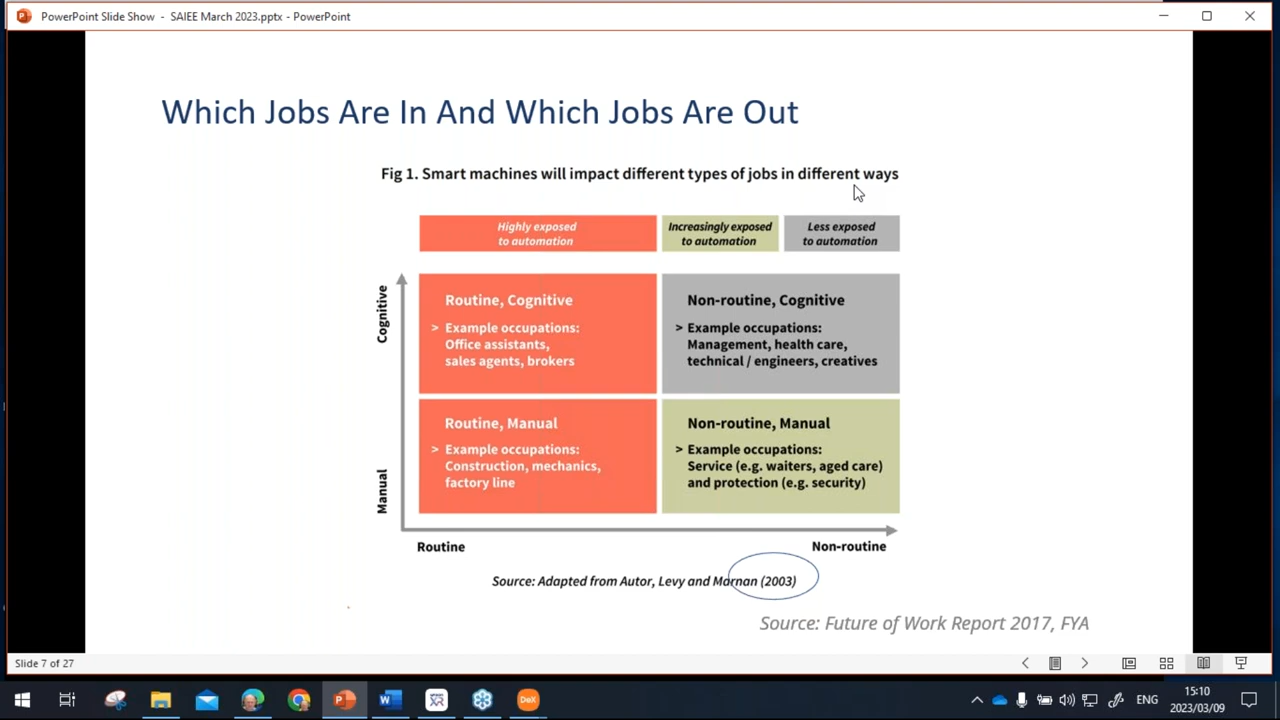 PowerPoint Slide Show - SAIEE March 2023.pptx - PowerPoint
Which Jobs Are In And Which Jobs Are Out
Fig 1. Smart machines will impact different types of jobs in different ways
Highly exposed
to automation
Increasingly exposed
to automation
Less exposed
to automation
Cognitive
Manual
Routine, Cognitive
> Example occupations:
Office assistants,
sales agents, brokers
Non-routine, Cognitive
> Example occupations:
Management, health care,
technical / engineers, creatives
Routine, Manual
> Example occupations:
Construction, mechanics,
factory line
Non-routine, Manual
> Example occupations:
Service (e.g. waiters, aged care)
and protection (e.g. security)
Routine
Non-routine
Source: Adapted from Autor, Levy and Mornan (2003)
Source: Future of Work Report 2017, FYA
Slide 7 of 27
ENG
15:10
2023/03/09
DeX
XR